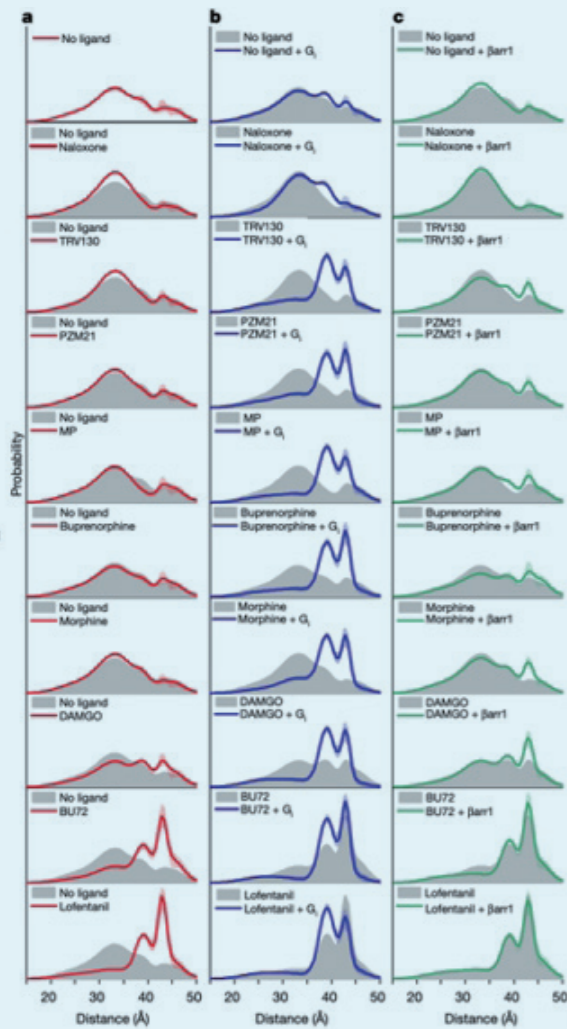 a
b
c
No ligand
No ligand
No ligand + Gi
No ligand
No ligand + βarr1
No ligand
Naloxone
Naloxone
Naloxone + Gi
Naloxone
Naloxone + βarr1
No ligand
TRV130
TRV130
TRV130 + Gi
TRV130
TRV130 + βarr1
No ligand
PZM21
PZM21
PZM21 + Gi
PZM21
PZM21 + βarr1
No ligand
MP
MP
MP + Gi
MP
MP + βarr1
No ligand
Buprenorphine
Buprenorphine
Buprenorphine + Gi
Buprenorphine
Buprenorphine + βarr1
No ligand
Morphine
Morphine
Morphine + Gi
Morphine
Morphine + βarr1
No ligand
DAMGO
DAMGO
DAMGO + Gi
DAMGO
DAMGO + βarr1
No ligand
BU72
BU72
BU72 + Gi
BU72
BU72 + βarr1
No ligand
Lofentanil
Lofentanil
Lofentanil + Gi
Lofentanil
Lofentanil + βarr1
Probability
20 30 40 50
20 30 40 50
20 30 40 50
Distance (Å)
Distance (Å)
Distance (Å)